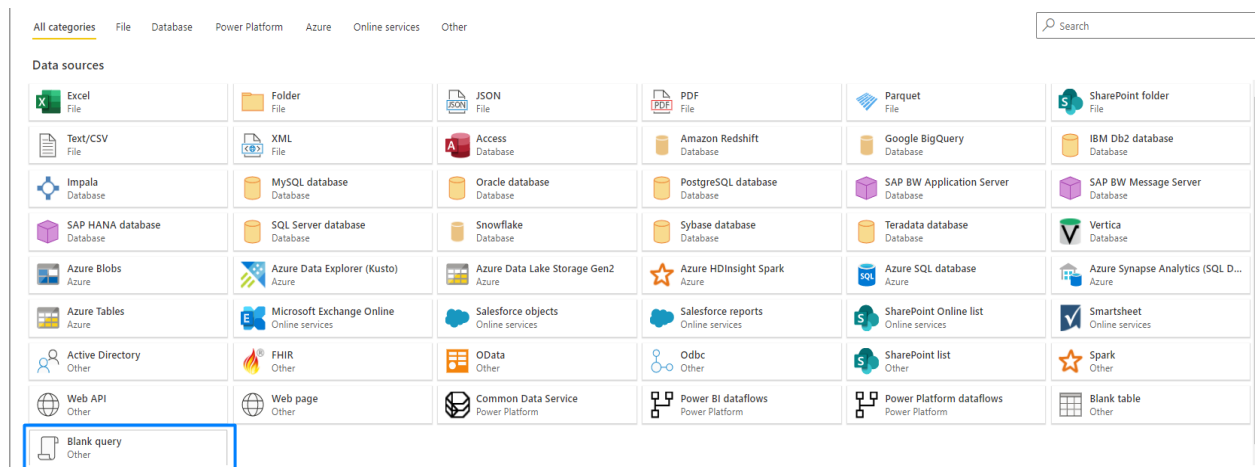 All categories File Database Power Platform Azure Online services Other Search
Data sources
Excel Folder JSON PDF Parquet SharePoint folder
File File JSON File PDF File File File
Text/CSV XML Access Amazon Redshift Google BigQuery IBM Db2 database
File File Database Database Database Database
Impala MySQL database Oracle database PostgreSQL database SAP BW Application Server SAP BW Message Server
Database Database Database Database Database Database
SAP HANA database SQL Server database Snowflake Sybase database Teradata database Vertica
Database Database Database Database Database Database
Azure Blobs Azure Data Explorer (Kusto) Azure Data Lake Storage Gen2 Azure HDInsight Spark Azure SQL database Azure Synapse Analytics (SQL D...
Azure Azure Azure Azure SQL Azure Azure
Azure Tables Microsoft Exchange Online Salesforce objects Salesforce reports SharePoint Online list Smartsheet
Azure Online services Online services Online services Online services Online services
Active Directory FHIR OData Odbc SharePoint list Spark
Other Other Other Other Other Other
Web API Web page Common Data Service Power BI dataflows Power Platform dataflows Blank table
Other Other Power Platform Power Platform Power Platform Other
Blank query
Other